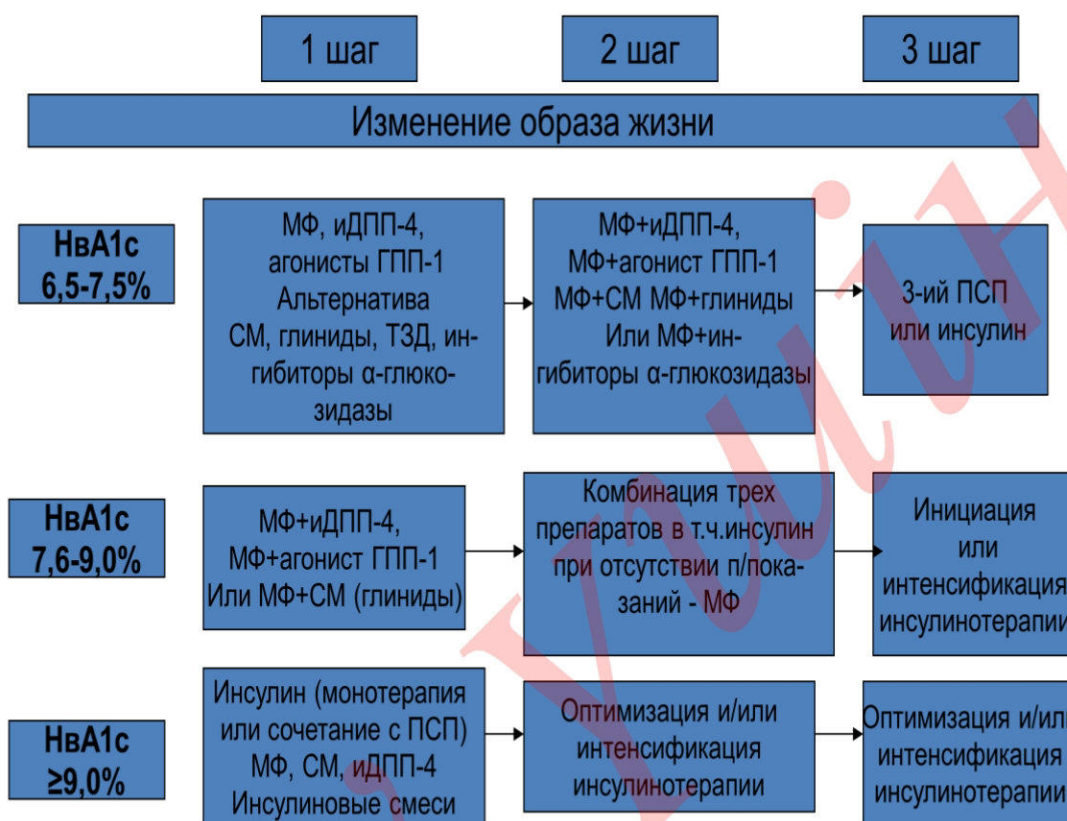 1 шаг
2 шаг
3 шаг
Изменение образа жизни
НвА1с
6,5-7,5%
МФ, иДПП-4,
агонисты ГПП-1
Альтернатива
СМ, глиниды, ТЗД, ин-
гибиторы α-глюко-
зидазы
МФ+иДПП-4,
МФ+агонист ГПП-1
МФ+СМ МФ+глиниды
Или МФ+ин-
гибиторы α-глюкозидазы
3-ий ПСП
или инсулин
НвА1с
7,6-9,0%
МФ+иДПП-4,
МФ+агонист ГПП-1
Или МФ+СМ (глиниды)
Комбинация трех
препаратов в т.ч.инсулин
при отсутствии п/пока-
заний - МФ
Инициация
или
интенсификация
инсулинотерапии
НвА1с
≥9,0%
Инсулин (монотерапия
или сочетание с ПСП)
МФ, СМ, иДПП-4
Инсулиновые смеси
Оптимизация и/или
интенсификация
инсулинотерапии
Оптимизация и/или
интенсификация
инсулинотерапии